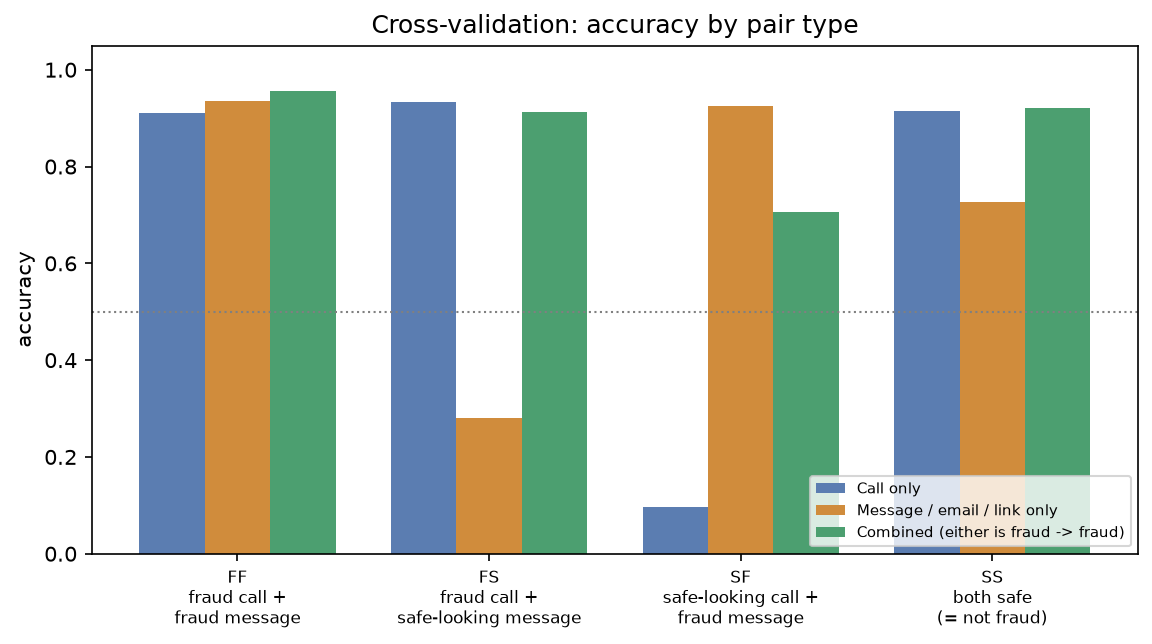 Cross-validation: accuracy by pair type
accuracy
1.0
0.8
0.6
0.4
0.2
0.0
Call only
Message / email / link only
Combined (either is fraud -> fraud)
FF
fraud call +
fraud message
FS
fraud call +
safe-looking message
SF
safe-looking call +
fraud message
SS
both safe
(= not fraud)